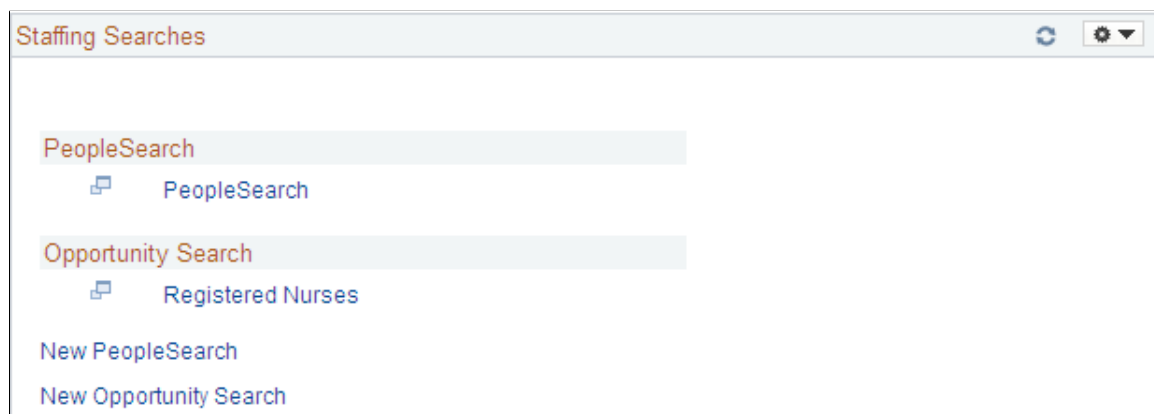 Staffing Searches
PeopleSearch
PeopleSearch
Opportunity Search
Registered Nurses
New PeopleSearch
New Opportunity Search